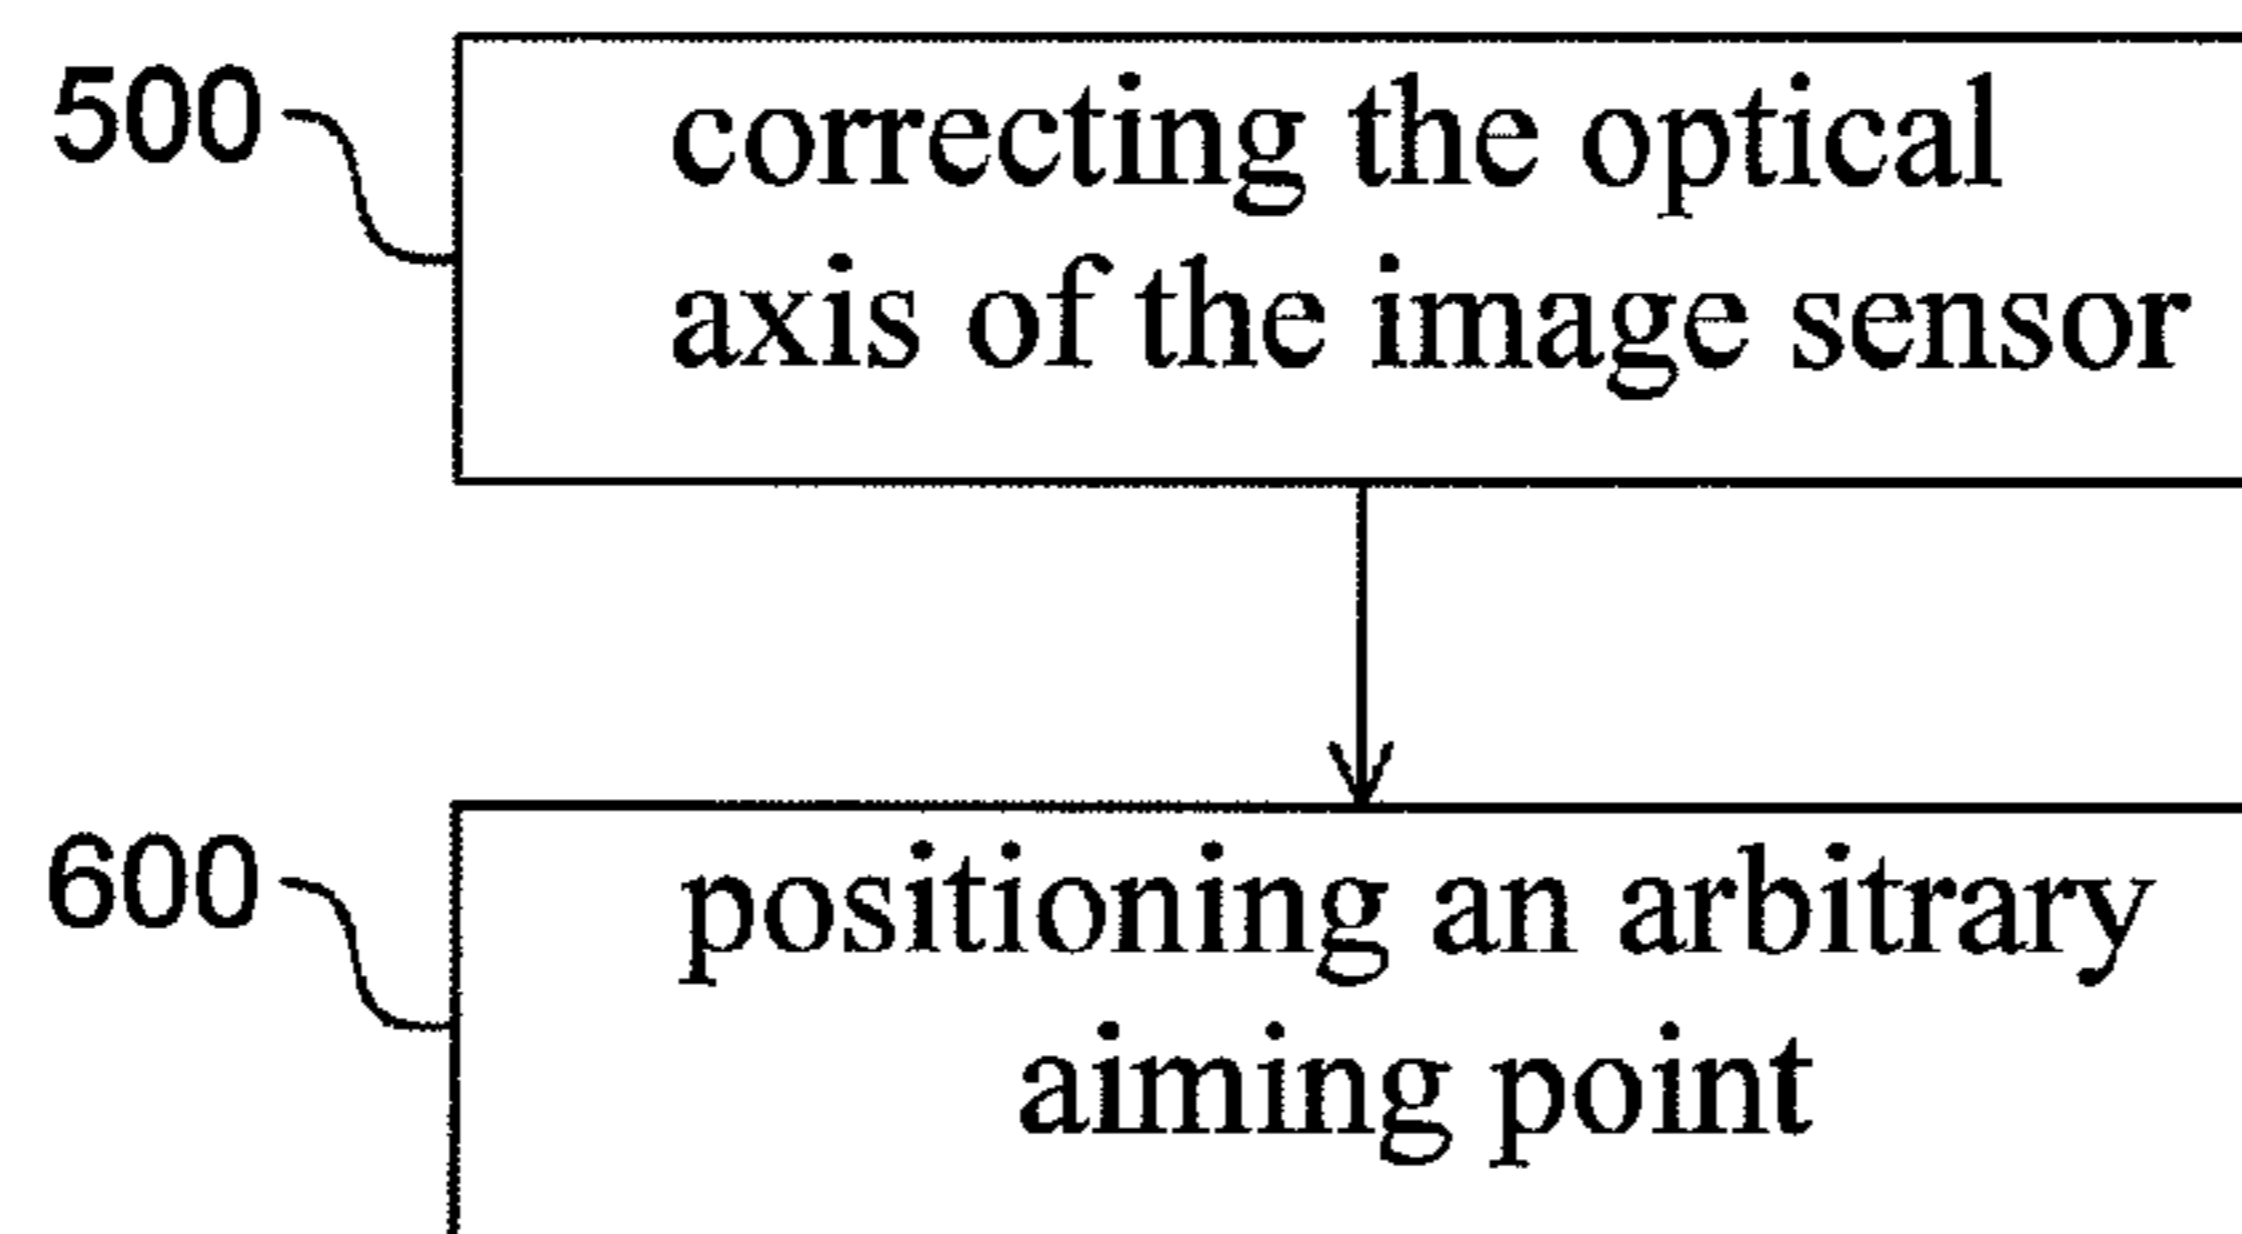 500
correcting the optical
axis of the image sensor
600
positioning an arbitrary
aiming point